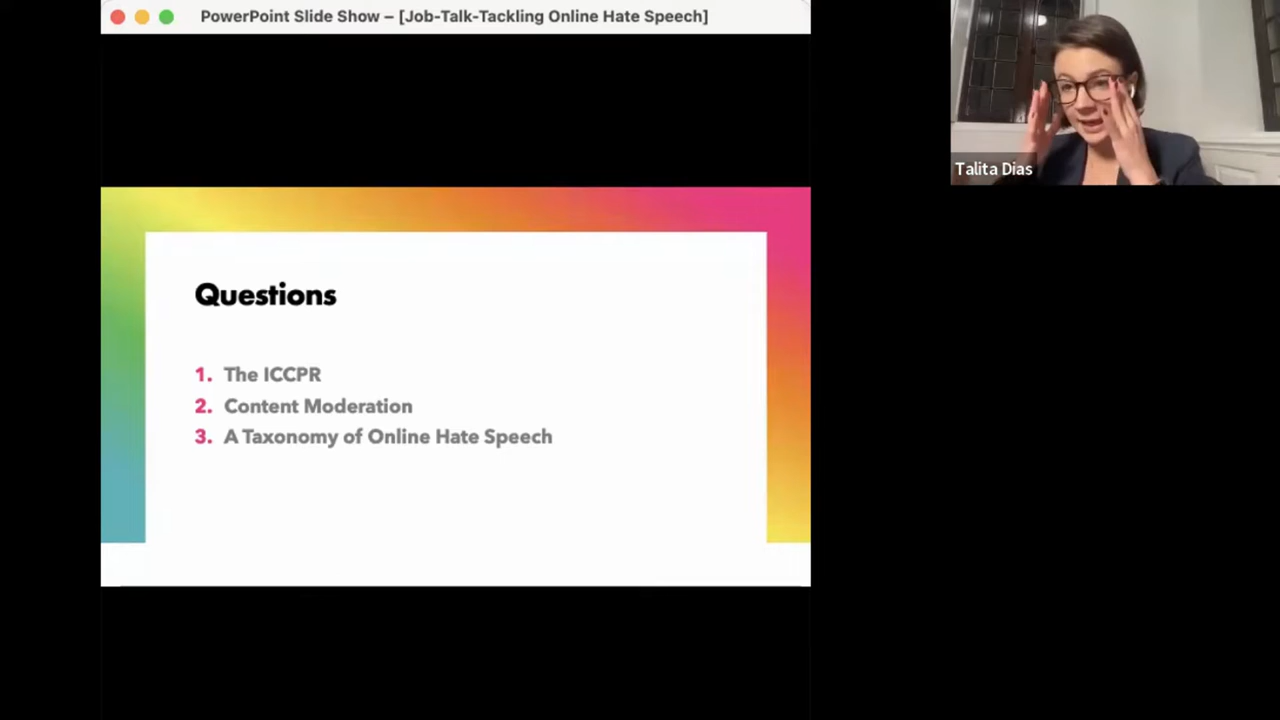 PowerPoint Slide Show – [Job-Talk-Tackling Online Hate Speech]
Talita Dias
Questions
1. The ICCPR
2. Content Moderation
3. A Taxonomy of Online Hate Speech